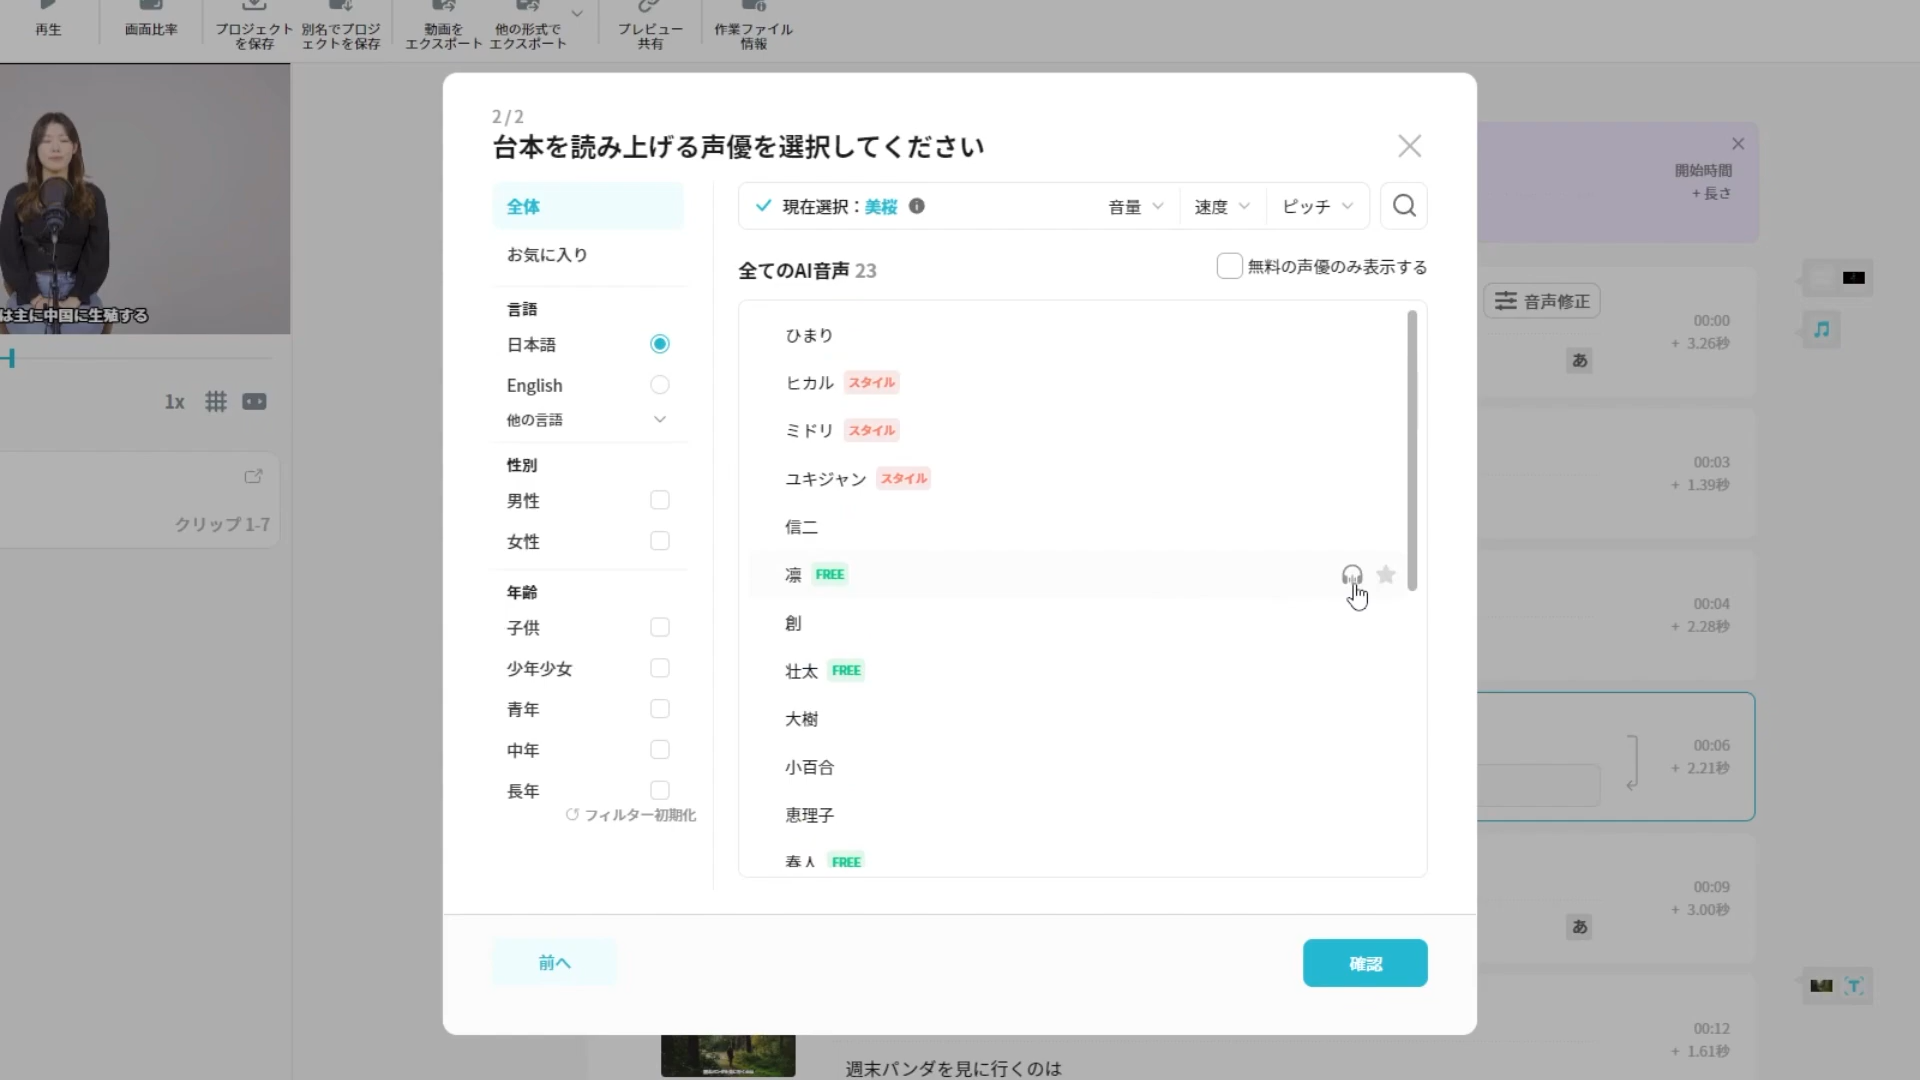 再生
画面比率
プロジェクト
を保存
別名でプロジ
ェクトを保存
動画を
エクスポート
他の形式で
エクスポート
プレビュー
共有
作業ファイル
情報
は主に中国に生殖する
1x
クリップ 1-7
2/2
台本を読み上げる声優を選択してください
全体
お気に入り
言語
日本語
English
他の言語
性別
男性
女性
年齢
子供
少年少女
青年
中年
長年
フィルター初期化
現在選択：美桜
音量
速度
ピッチ
全てのAI音声 23
無料の声優のみ表示する
ひまり
ヒカル スタイル
ミドリ スタイル
ユキジャン スタイル
信二
凛 FREE
創
壮太 FREE
大樹
小百合
恵理子
春人 FREE
前へ
確認
開始時間
+ 長さ
音声修正
00:00
+ 3.26秒
あ
00:03
+ 1.39秒
00:04
+ 2.28秒
00:06
+ 2.21秒
00:09
+ 3.00秒
あ
00:12
+ 1.61秒
週末パンダを見に行くのは